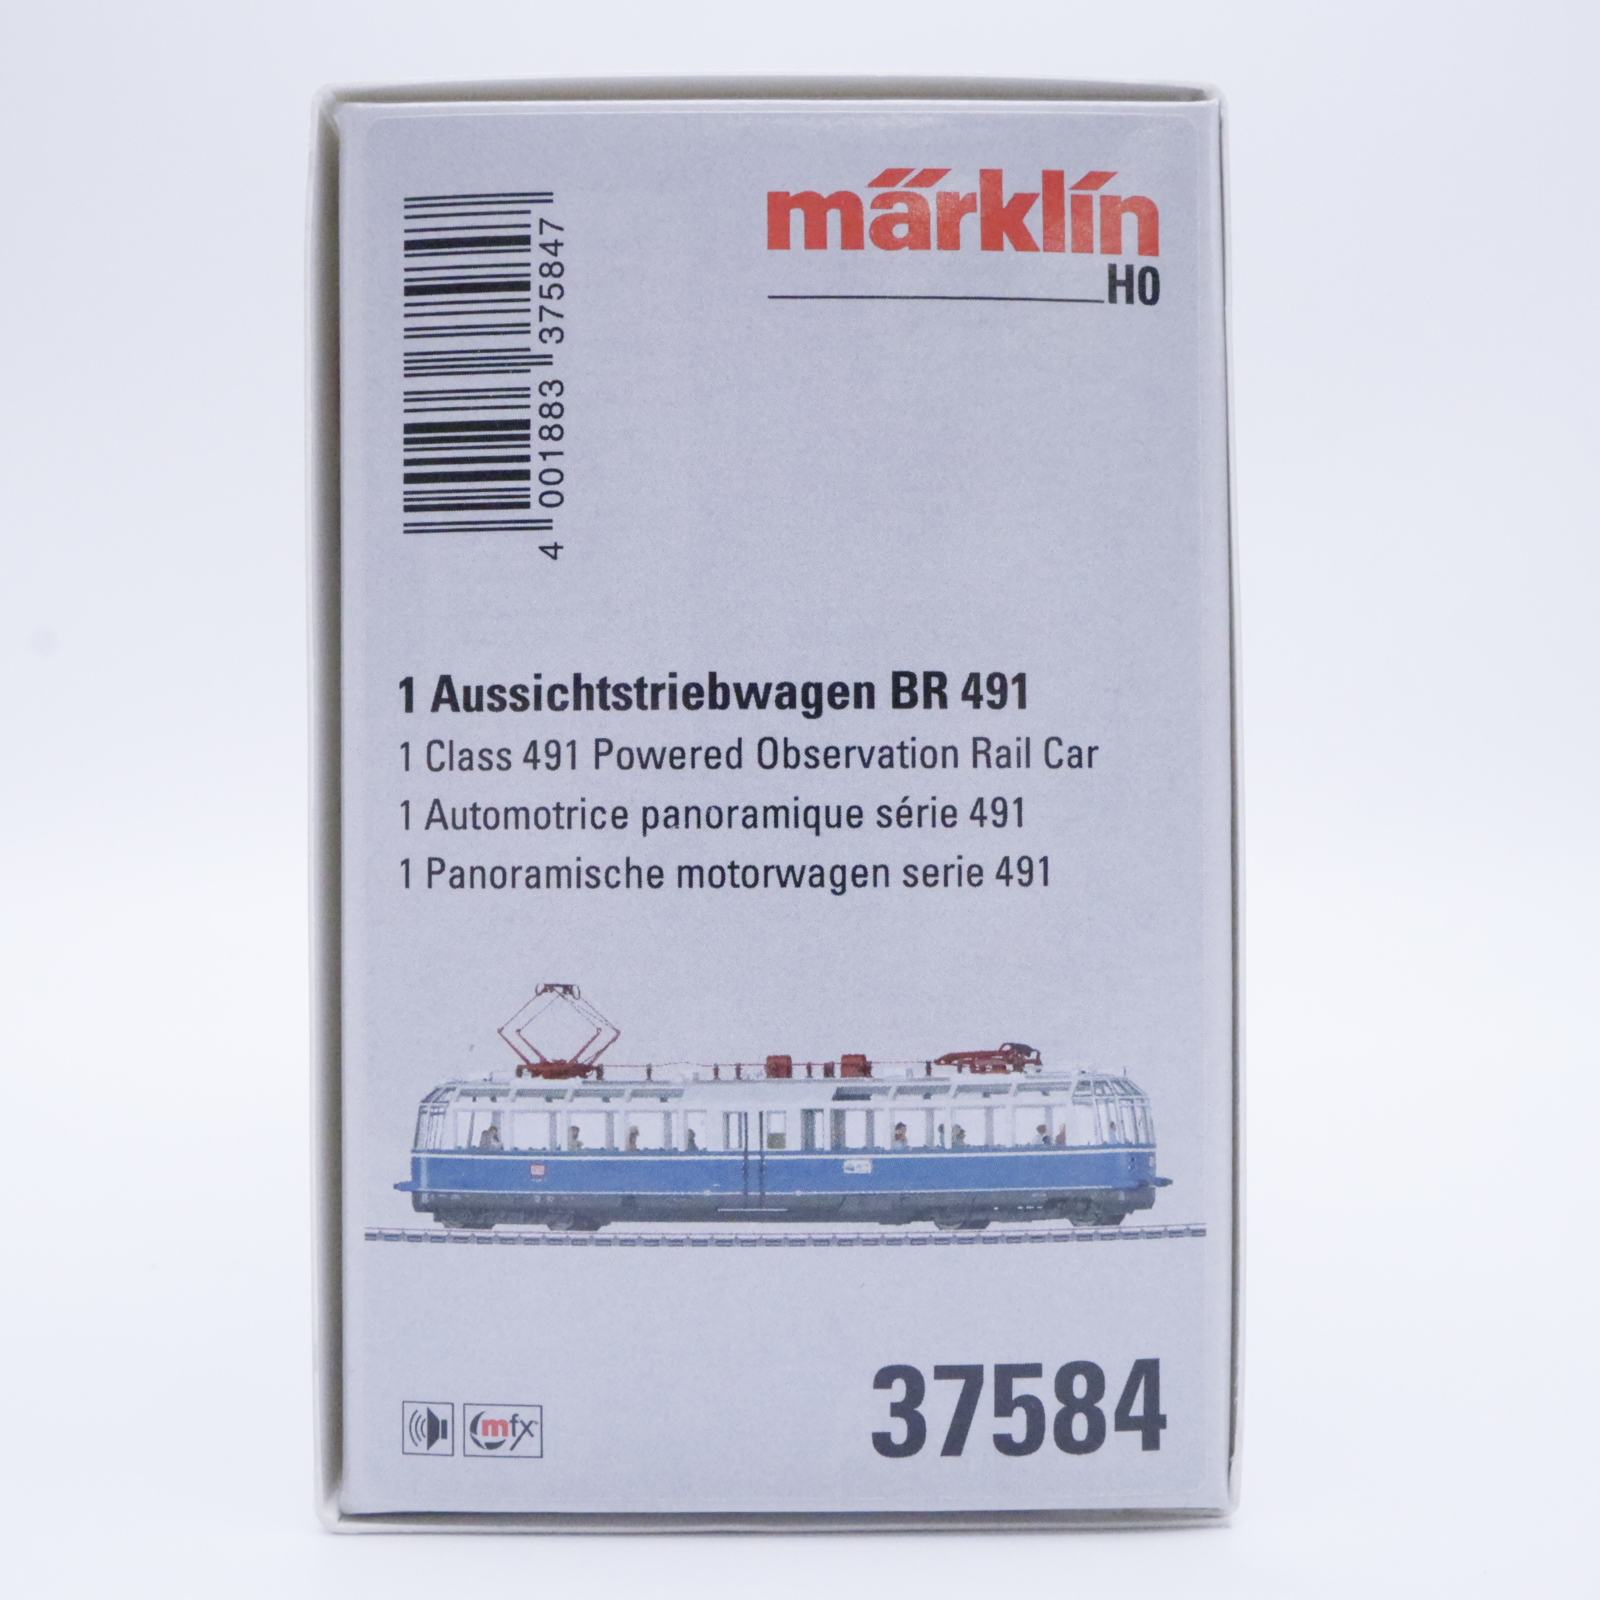 märklín
H0
4 001883 375847
1 Aussichtstriebwagen BR 491
1 Class 491 Powered Observation Rail Car
1 Automotrice panoramique série 491
1 Panoramische motorwagen serie 491
mfx
37584